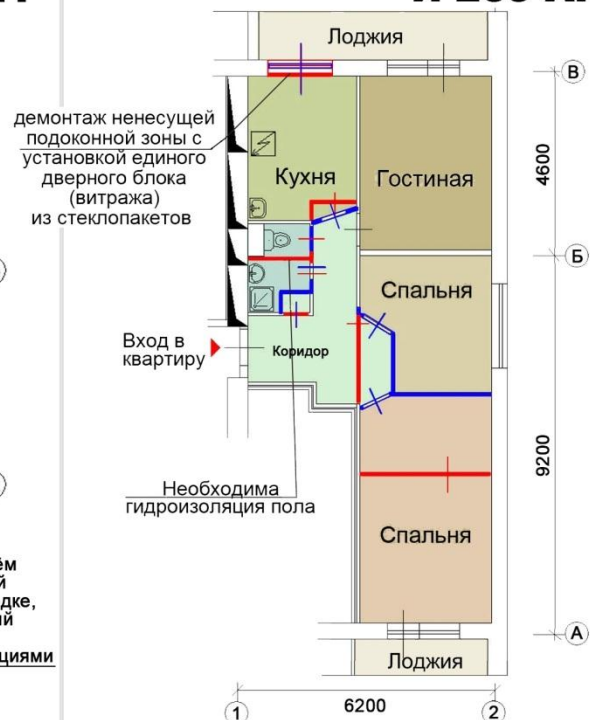 Лоджия
В
демонтаж ненесущей
подоконной зоны с
установкой единого
дверного блока
(витража)
из стеклопакетов
Кухня
Гостиная
4600
Б
Спальня
Вход в
квартиру
Коридор
9200
Необходима
гидроизоляция пола
Спальня
А
Лоджия
6200
1
2